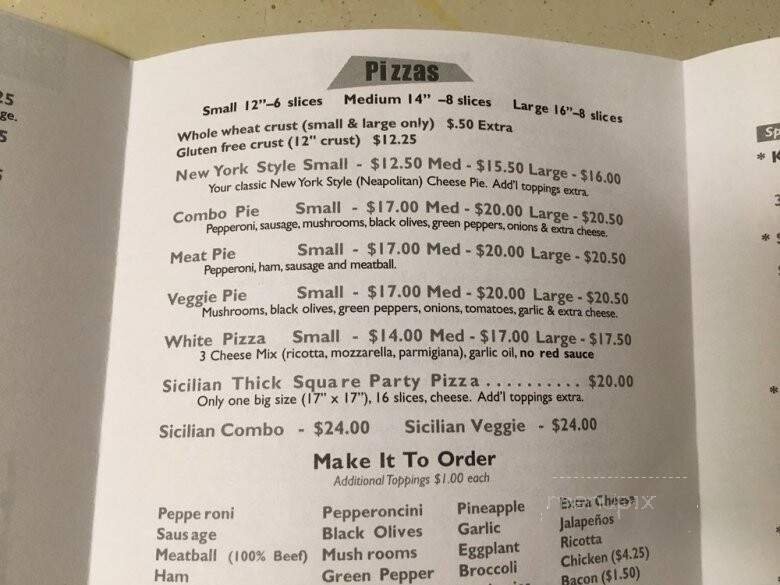 Pizzas
Small 12"–6 slices Medium 14" –8 slices Large 16"–8 slices
Whole wheat crust (small & large only) $.50 Extra
Gluten free crust (12" crust) $12.25
New York Style Small - $12.50 Med - $15.50 Large - $16.00
Your classic New York Style (Neapolitan) Cheese Pie. Add'l toppings extra.
Combo Pie Small - $17.00 Med - $20.00 Large - $20.50
Pepperoni, sausage, mushrooms, black olives, green peppers, onions & extra cheese.
Meat Pie Small - $17.00 Med - $20.00 Large - $20.50
Pepperoni, ham, sausage and meatball.
Veggie Pie Small - $17.00 Med - $20.00 Large - $20.50
Mushrooms, black olives, green peppers, onions, tomatoes, garlic & extra cheese.
White Pizza Small - $14.00 Med - $17.00 Large - $17.50
3 Cheese Mix (ricotta, mozzarella, parmigiana), garlic oil, no red sauce
Sicilian Thick Square Party Pizza . . . . . . . . . . $20.00
Only one big size (17" x 17"), 16 slices, cheese. Add'l toppings extra.
Sicilian Combo - $24.00 Sicilian Veggie - $24.00
Make It To Order
Additional Toppings $1.00 each
Pepperoni
Sausage
Meatball (100% Beef)
Ham
Pepperoncini
Black Olives
Mushrooms
Green Pepper
Pineapple
Garlic
Eggplant
Broccoli
Extra Cheese
Jalapeños
Ricotta
Chicken ($4.25)
Bacon ($1.50)
menupix